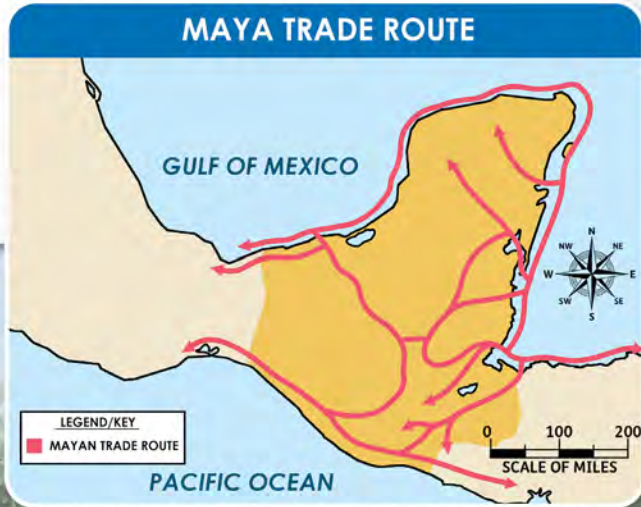 MAYA TRADE ROUTE
GULF OF MEXICO
N
NW NE
W E
SW SE
S
LEGEND/KEY
MAYAN TRADE ROUTE
0 100 200
SCALE OF MILES
PACIFIC OCEAN